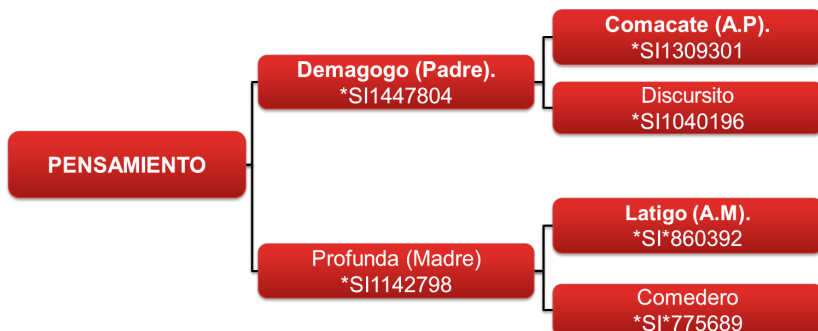 Comacate (A.P).
*SI1309301
Demagogo (Padre).
*SI1447804
Discursito
*SI1040196
PENSAMIENTO
Latigo (A.M).
*SI*860392
Profunda (Madre)
*SI1142798
Comedero
*SI*775689